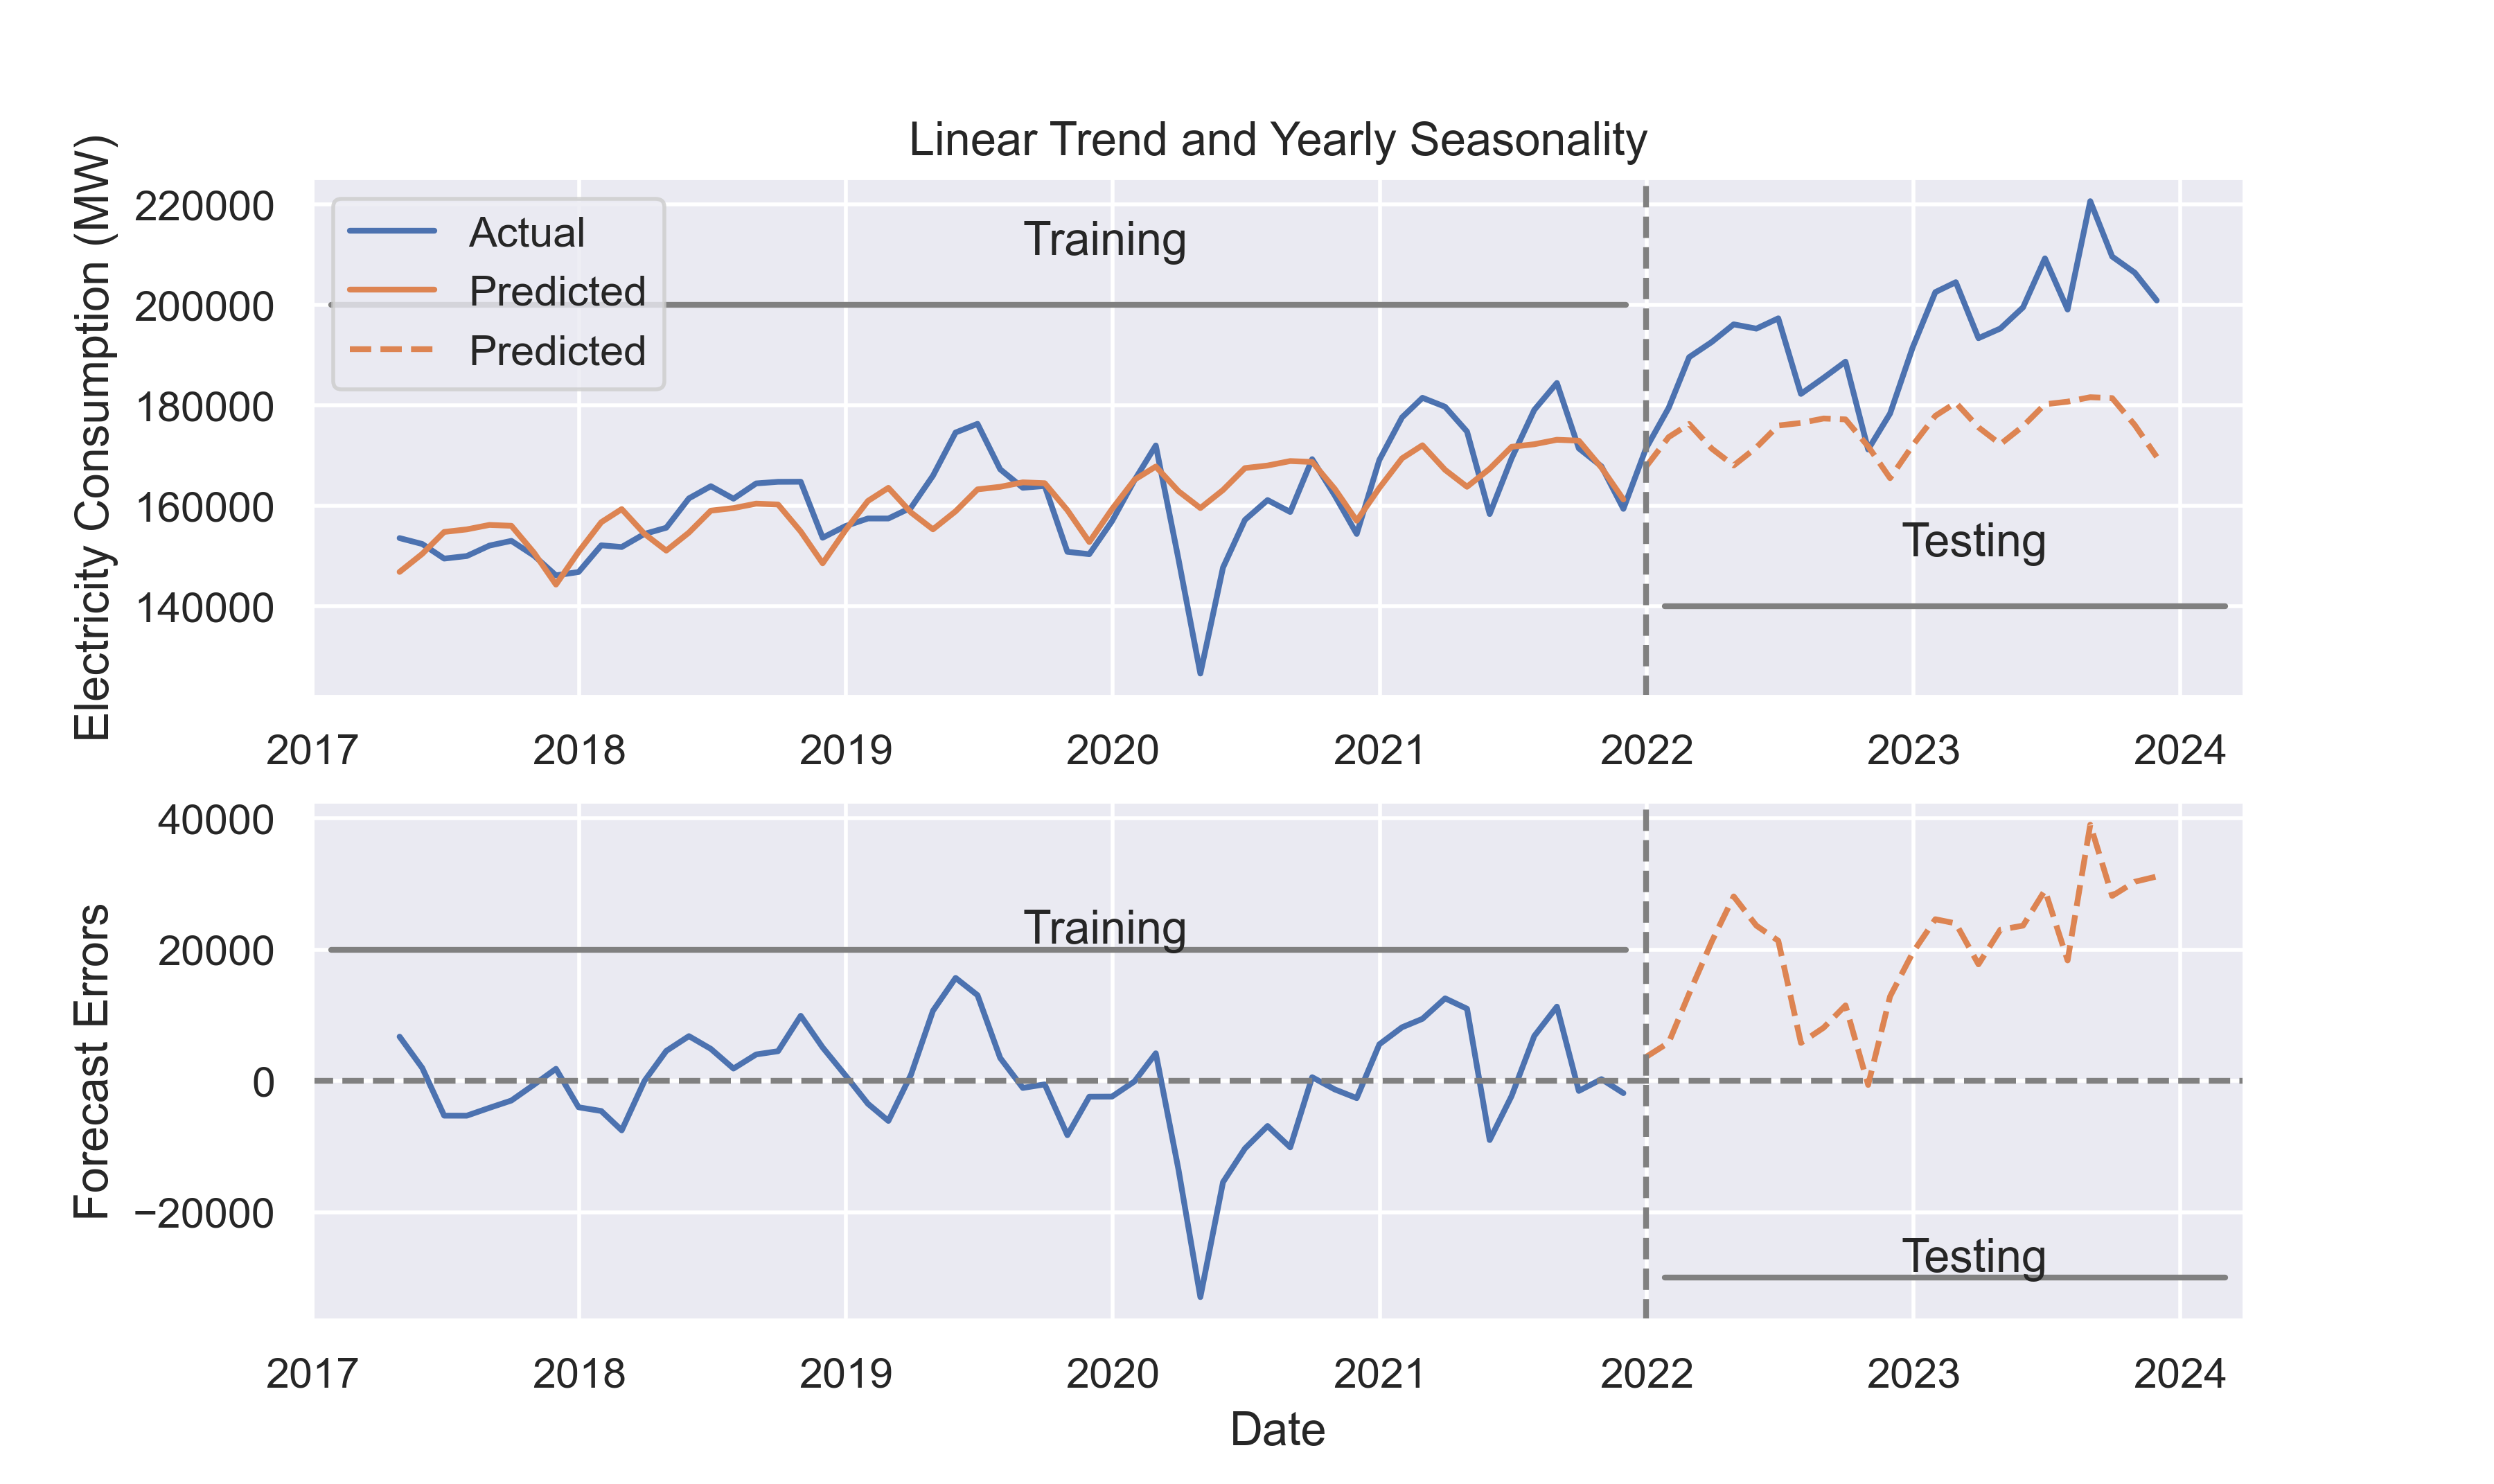 Linear Trend and Yearly Seasonality
Electricity Consumption (MW)
220000
200000
180000
160000
140000
Actual
Predicted
Predicted
Training
Testing
2017 2018 2019 2020 2021 2022 2023 2024
Forecast Errors
40000
20000
0
−20000
Training
Testing
2017 2018 2019 2020 2021 2022 2023 2024
Date